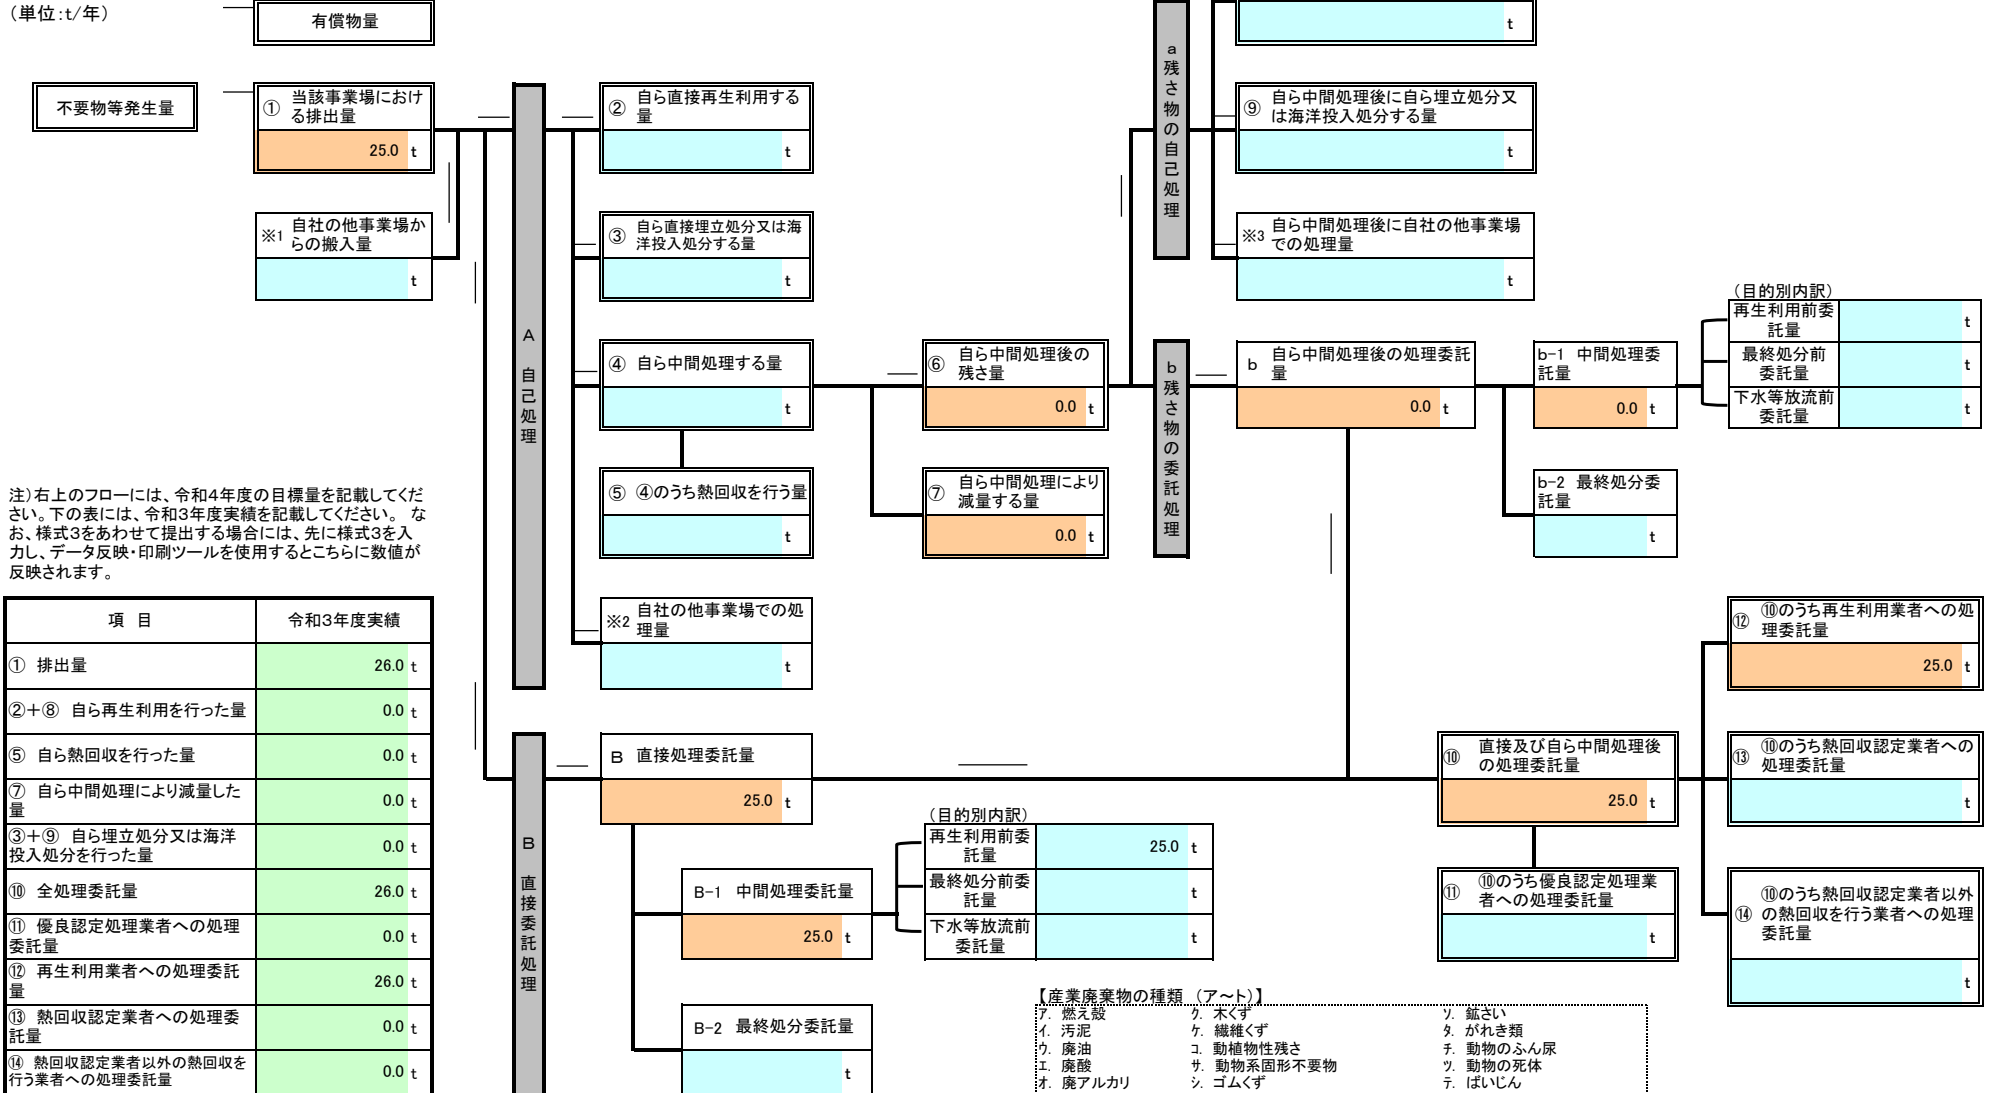 （単位：t/年）
有償物量
不要物等発生量
①
当該事業場におけ
る排出量
25.0 t
※1
自社の他事業場か
らの搬入量
t
A
自
己
処
理
②
自ら直接再生利用する
量
t
③
自ら直接埋立処分又は海
洋投入処分する量
t
④ 自ら中間処理する量
t
⑤ ④のうち熱回収を行う量
t
※2
自社の他事業場での処
理量
t
⑥
自ら中間処理後の
残さ量
0.0 t
⑦
自ら中間処理により
減量する量
0.0 t
a
残
さ
物
の
自
己
処
理
t
⑨
自ら中間処理後に自ら埋立処分又
は海洋投入処分する量
t
※3
自ら中間処理後に自社の他事業場
での処理量
t
b
残
さ
物
の
委
託
処
理
b
自ら中間処理後の処理委託
量
0.0 t
b-1 中間処理委
託量
0.0 t
b-2 最終処分委
託量
t
（目的別内訳）
再生利用前委
託量
t
最終処分前
委託量
t
下水等放流前
委託量
t
注）右上のフローには、令和４年度の目標量を記載してくだ
さい。下の表には、令和３年度実績を記載してください。 な
お、様式３をあわせて提出する場合には、先に様式３を入
力し、データ反映・印刷ツールを使用するとこちらに数値が
反映されます。
項 目 令和３年度実績
① 排出量 26.0 t
②＋⑧ 自ら再生利用を行った量 0.0 t
⑤ 自ら熱回収を行った量 0.0 t
⑦ 自ら中間処理により減量した
量
0.0 t
③＋⑨ 自ら埋立処分又は海洋
投入処分を行った量
0.0 t
⑩ 全処理委託量 26.0 t
⑪ 優良認定処理業者への処理
委託量
0.0 t
⑫ 再生利用業者への処理委託
量
26.0 t
⑬ 熱回収認定業者への処理委
託量
0.0 t
⑭ 熱回収認定業者以外の熱回収を
行う業者への処理委託量
0.0 t
B
直
接
委
託
処
理
B 直接処理委託量
25.0 t
B-1 中間処理委託量
25.0 t
B-2 最終処分委託量
t
（目的別内訳）
再生利用前委
託量
25.0 t
最終処分前委
託量
t
下水等放流前
委託量
t
⑩
直接及び自ら中間処理後
の処理委託量
25.0 t
⑪
⑩のうち優良認定処理業
者への処理委託量
t
⑫
⑩のうち再生利用業者への処
理委託量
25.0 t
⑬
⑩のうち熱回収認定業者への
処理委託量
t
⑭
⑩のうち熱回収認定業者以外
の熱回収を行う業者への処理
委託量
t
【産業廃棄物の種類 （ア～ト）】
ア. 燃え殻 ク. 木くず ソ. 鉱さい
イ. 汚泥 ケ. 繊維くず タ. がれき類
ウ. 廃油 コ. 動植物性残さ チ. 動物のふん尿
エ. 廃酸 サ. 動物系固形不要物 ツ. 動物の死体
オ. 廃アルカリ シ. ゴムくず テ. ばいじん